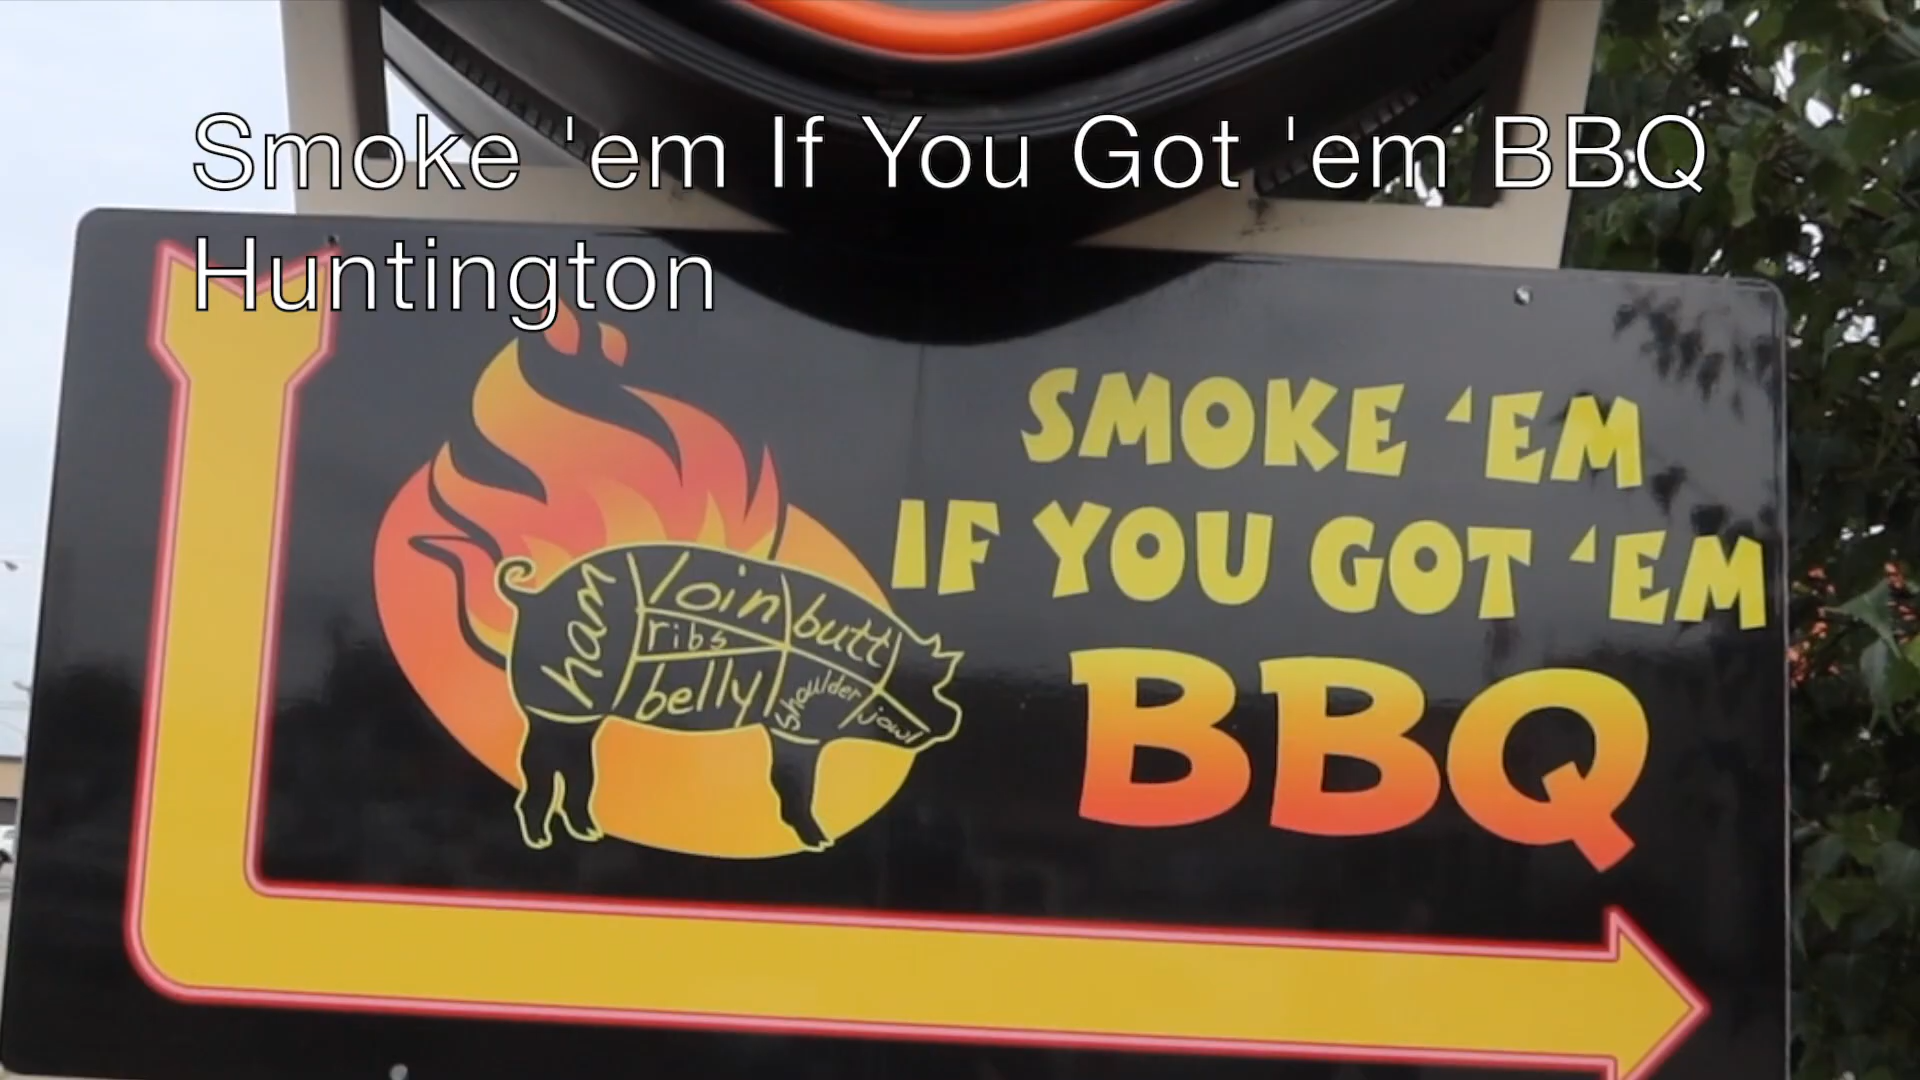 Smoke 'em If You Got 'em BBQ
Huntington
SMOKE 'EM
IF YOU GOT 'EM
BBQ
ham
loin
butt
ribs
belly
shoulder
jowl